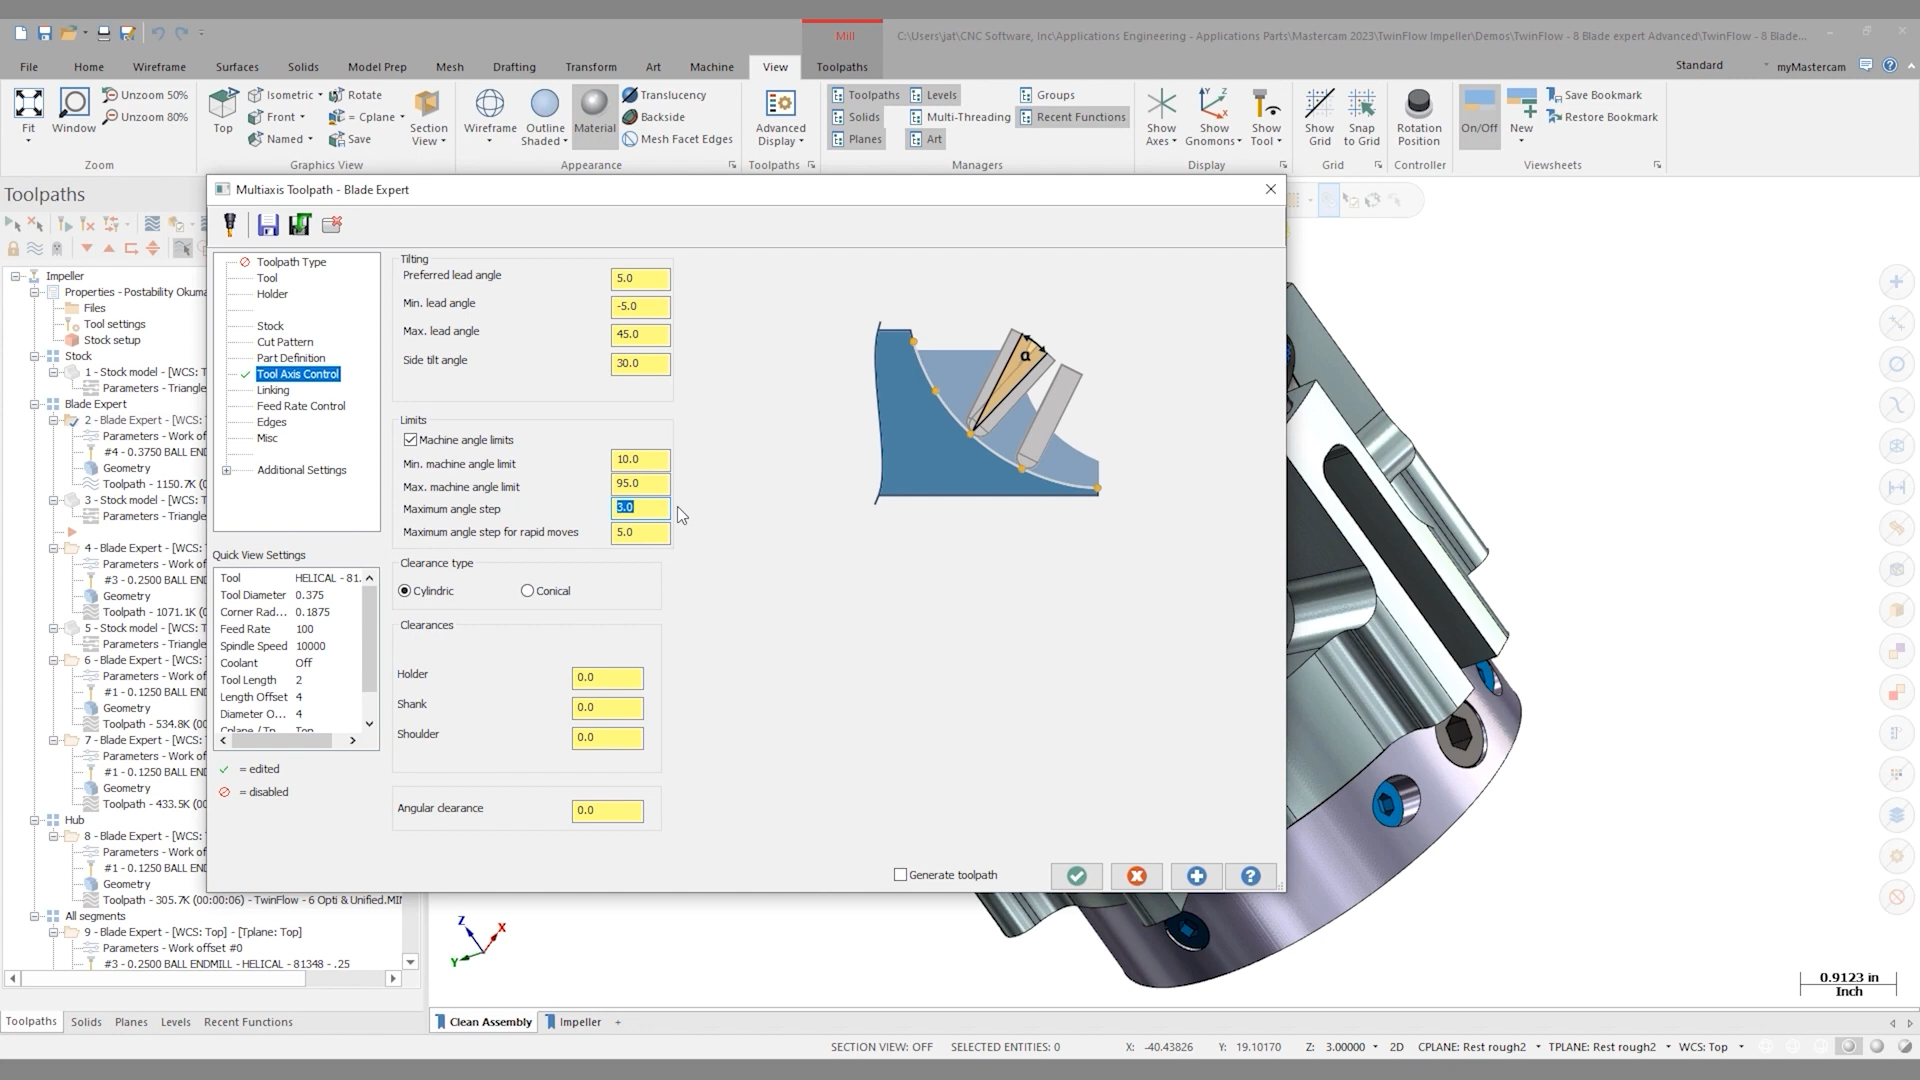 Mill
C:\Users\jat\CNC Software, Inc\Applications Engineering - Applications Parts\Mastercam 2023\TwinFlow Impeller\Demos\TwinFlow - 8 Blade expert Advanced\TwinFlow - 8 Blade...
File Home Wireframe Surfaces Solids Model Prep Mesh Drafting Transform Art Machine View Toolpaths Standard myMastercam
Fit Window Unzoom 50% Unzoom 80% Top Isometric Front Named Rotate = Cplane Save Section View
Wireframe Outline Shaded Material Translucency Backside Mesh Facet Edges Advanced Display
Toolpaths Levels Groups
Solids Multi-Threading Recent Functions
Planes Art
Show Axes Show Gnomons Show Tool Show Grid Snap to Grid Rotation Position On/Off New Save Bookmark Restore Bookmark
Zoom Graphics View Appearance Toolpaths Managers Display Grid Controller Viewsheets
Toolpaths
Impeller
Properties - Postability Okuma
Files
Tool settings
Stock setup
Stock
1 - Stock model - [WCS: T
Parameters - Triangle
Blade Expert
2 - Blade Expert - [WCS: T
Parameters - Work of
#4 - 0.3750 BALL END
Geometry
Toolpath - 1150.7K (0
3 - Stock model - [WCS: T
Parameters - Triangle
4 - Blade Expert - [WCS: T
Parameters - Work of
#3 - 0.2500 BALL END
Geometry
Toolpath - 1071.1K (0
5 - Stock model - [WCS: T
Parameters - Triangle
6 - Blade Expert - [WCS: T
Parameters - Work of
#1 - 0.1250 BALL END
Geometry
Toolpath - 534.8K (00
7 - Blade Expert - [WCS: T
Parameters - Work of
#1 - 0.1250 BALL END
Geometry
Toolpath - 433.5K (00
Hub
8 - Blade Expert - [WCS: T
Parameters - Work of
#1 - 0.1250 BALL END
Geometry
Toolpath - 305.7K (00:00:06) - TwinFlow - 6 Opti & Unified.MIN
All segments
9 - Blade Expert - [WCS: Top] - [Tplane: Top]
Parameters - Work offset #0
#3 - 0.2500 BALL ENDMILL - HELICAL - 81348 - .25
Multiaxis Toolpath - Blade Expert
Toolpath Type
Tool
Holder
Stock
Cut Pattern
Part Definition
Tool Axis Control
Linking
Feed Rate Control
Edges
Misc
Additional Settings
Quick View Settings
Tool HELICAL - 81.
Tool Diameter 0.375
Corner Rad... 0.1875
Feed Rate 100
Spindle Speed 10000
Coolant Off
Tool Length 2
Length Offset 4
Diameter O... 4
Cplane / Tp... Top
= edited
= disabled
Tilting
Preferred lead angle 5.0
Min. lead angle -5.0
Max. lead angle 45.0
Side tilt angle 30.0
Limits
Machine angle limits
Min. machine angle limit 10.0
Max. machine angle limit 95.0
Maximum angle step 3.0
Maximum angle step for rapid moves 5.0
Clearance type
Cylindric Conical
Clearances
Holder 0.0
Shank 0.0
Shoulder 0.0
Angular clearance 0.0
α
Generate toolpath
Z X Y
0.9123 in
Inch
Toolpaths Solids Planes Levels Recent Functions
Clean Assembly Impeller +
SECTION VIEW: OFF SELECTED ENTITIES: 0 X: -40.43826 Y: 19.10170 Z: 3.00000 2D CPLANE: Rest rough2 TPLANE: Rest rough2 WCS: Top